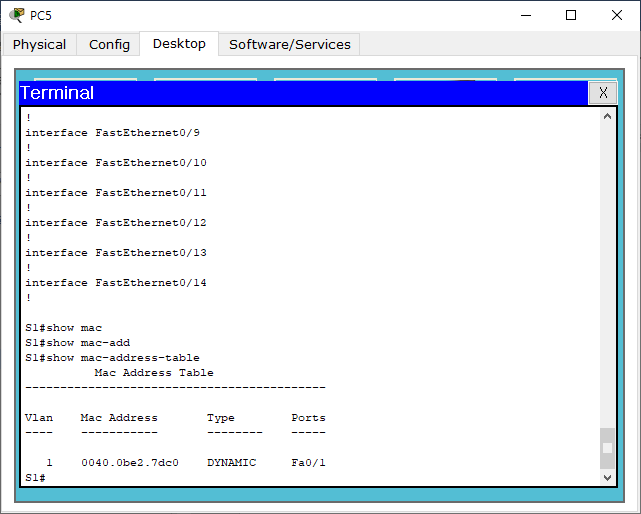 PC5
Physical Config Desktop Software/Services
Terminal X
!
interface FastEthernet0/9
!
interface FastEthernet0/10
!
interface FastEthernet0/11
!
interface FastEthernet0/12
!
interface FastEthernet0/13
!
interface FastEthernet0/14
!
S1#show mac
S1#show mac-add
S1#show mac-address-table
Mac Address Table
-------------------------------------------
Vlan Mac Address Type Ports
---- ----------- -------- -----
1 0040.0be2.7dc0 DYNAMIC Fa0/1
S1#